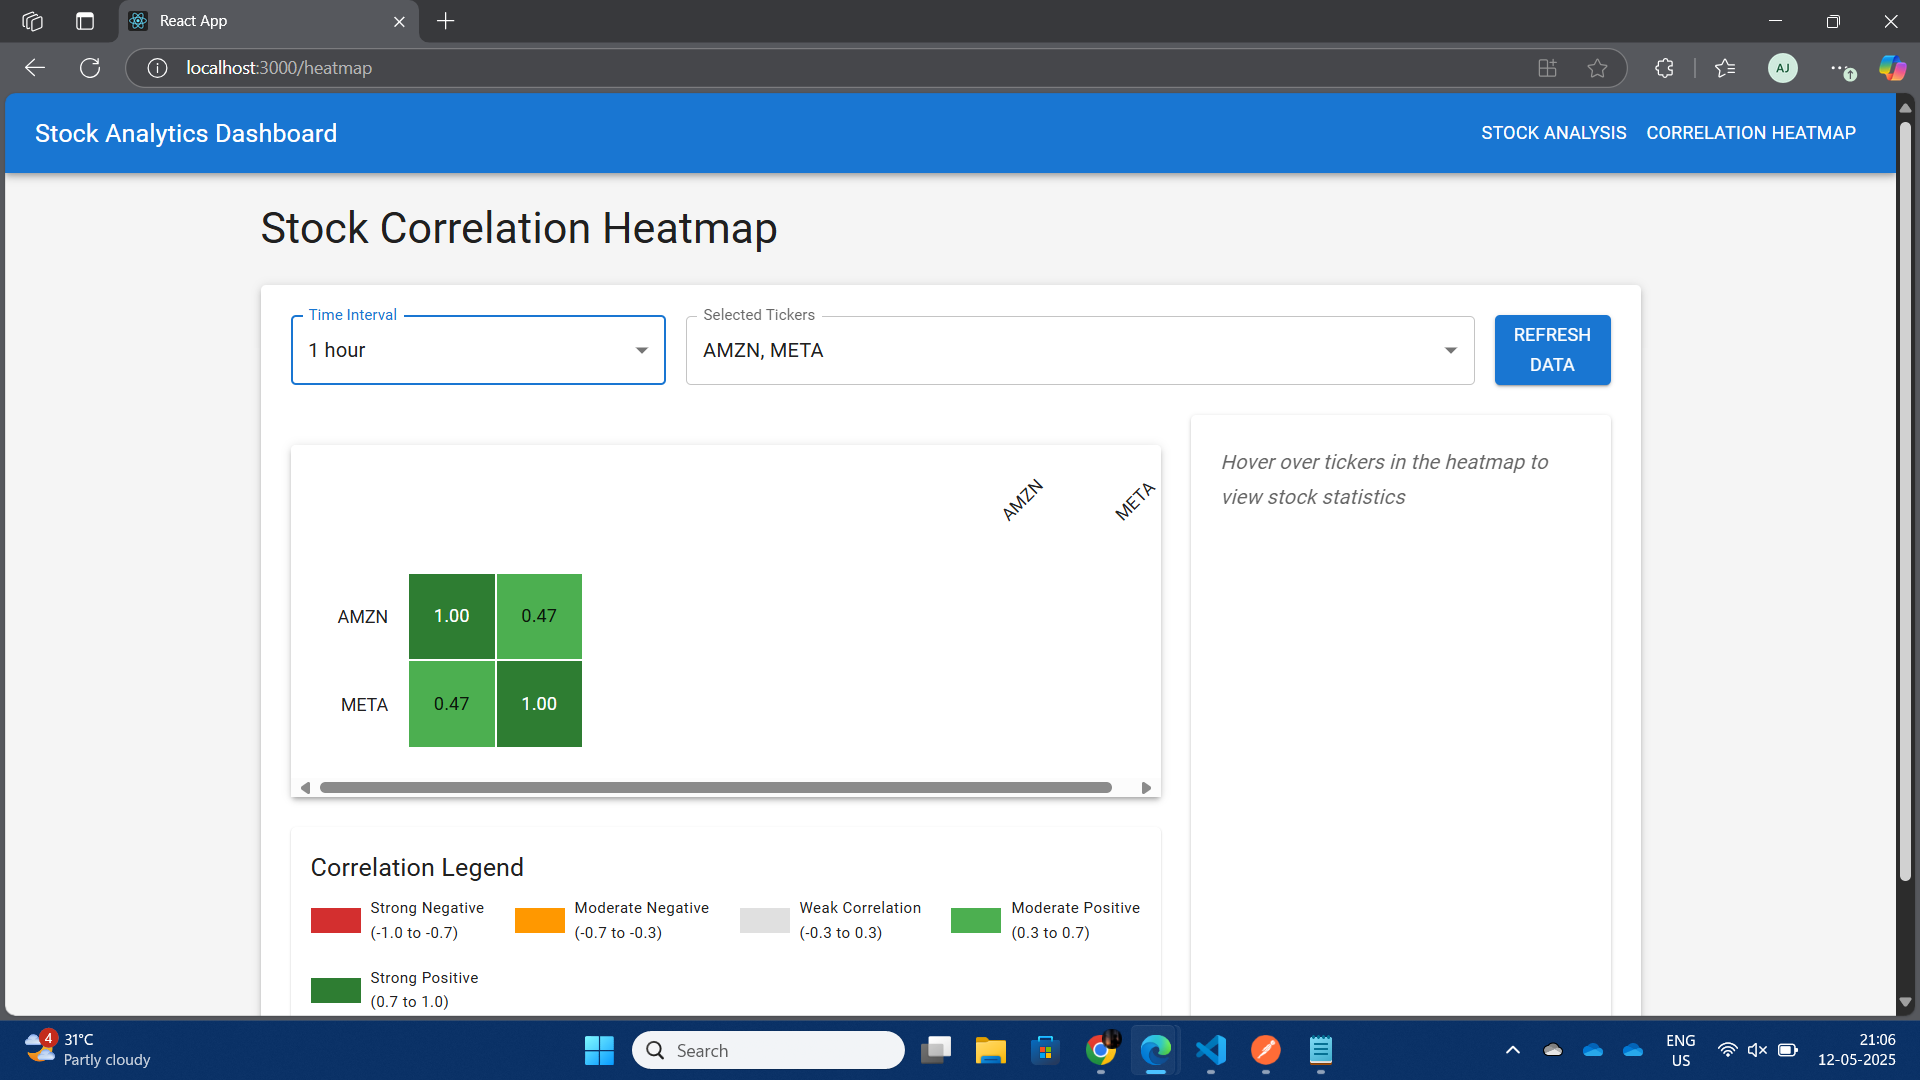 React App
localhost:3000/heatmap
AJ
Stock Analytics Dashboard
STOCK ANALYSIS
CORRELATION HEATMAP
Stock Correlation Heatmap
Time Interval
1 hour
Selected Tickers
AMZN, META
REFRESH
DATA
AMZN
META
AMZN
1.00
0.47
META
0.47
1.00
Hover over tickers in the heatmap to
view stock statistics
Correlation Legend
Strong Negative
(-1.0 to -0.7)
Moderate Negative
(-0.7 to -0.3)
Weak Correlation
(-0.3 to 0.3)
Moderate Positive
(0.3 to 0.7)
Strong Positive
(0.7 to 1.0)
4
31°C
Partly cloudy
Search
ENG
US
21:06
12-05-2025